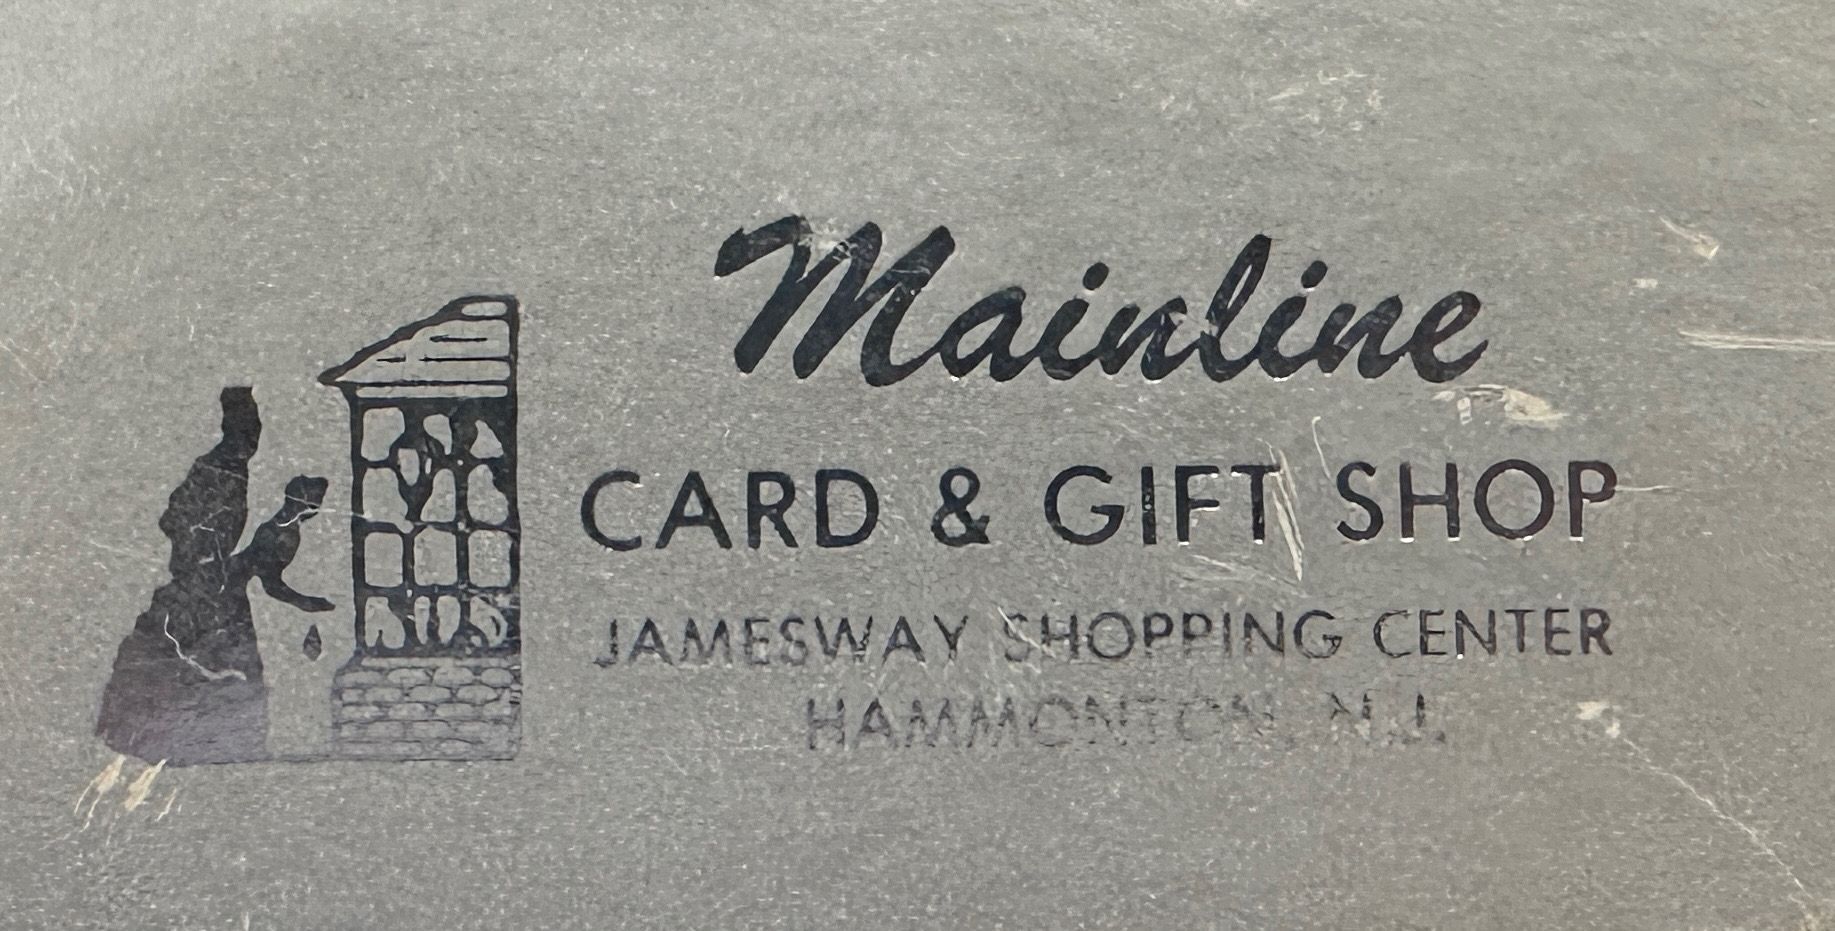 Mainline
CARD & GIFT SHOP
JAMESWAY SHOPPING CENTER
HAMMONTON, N.J.